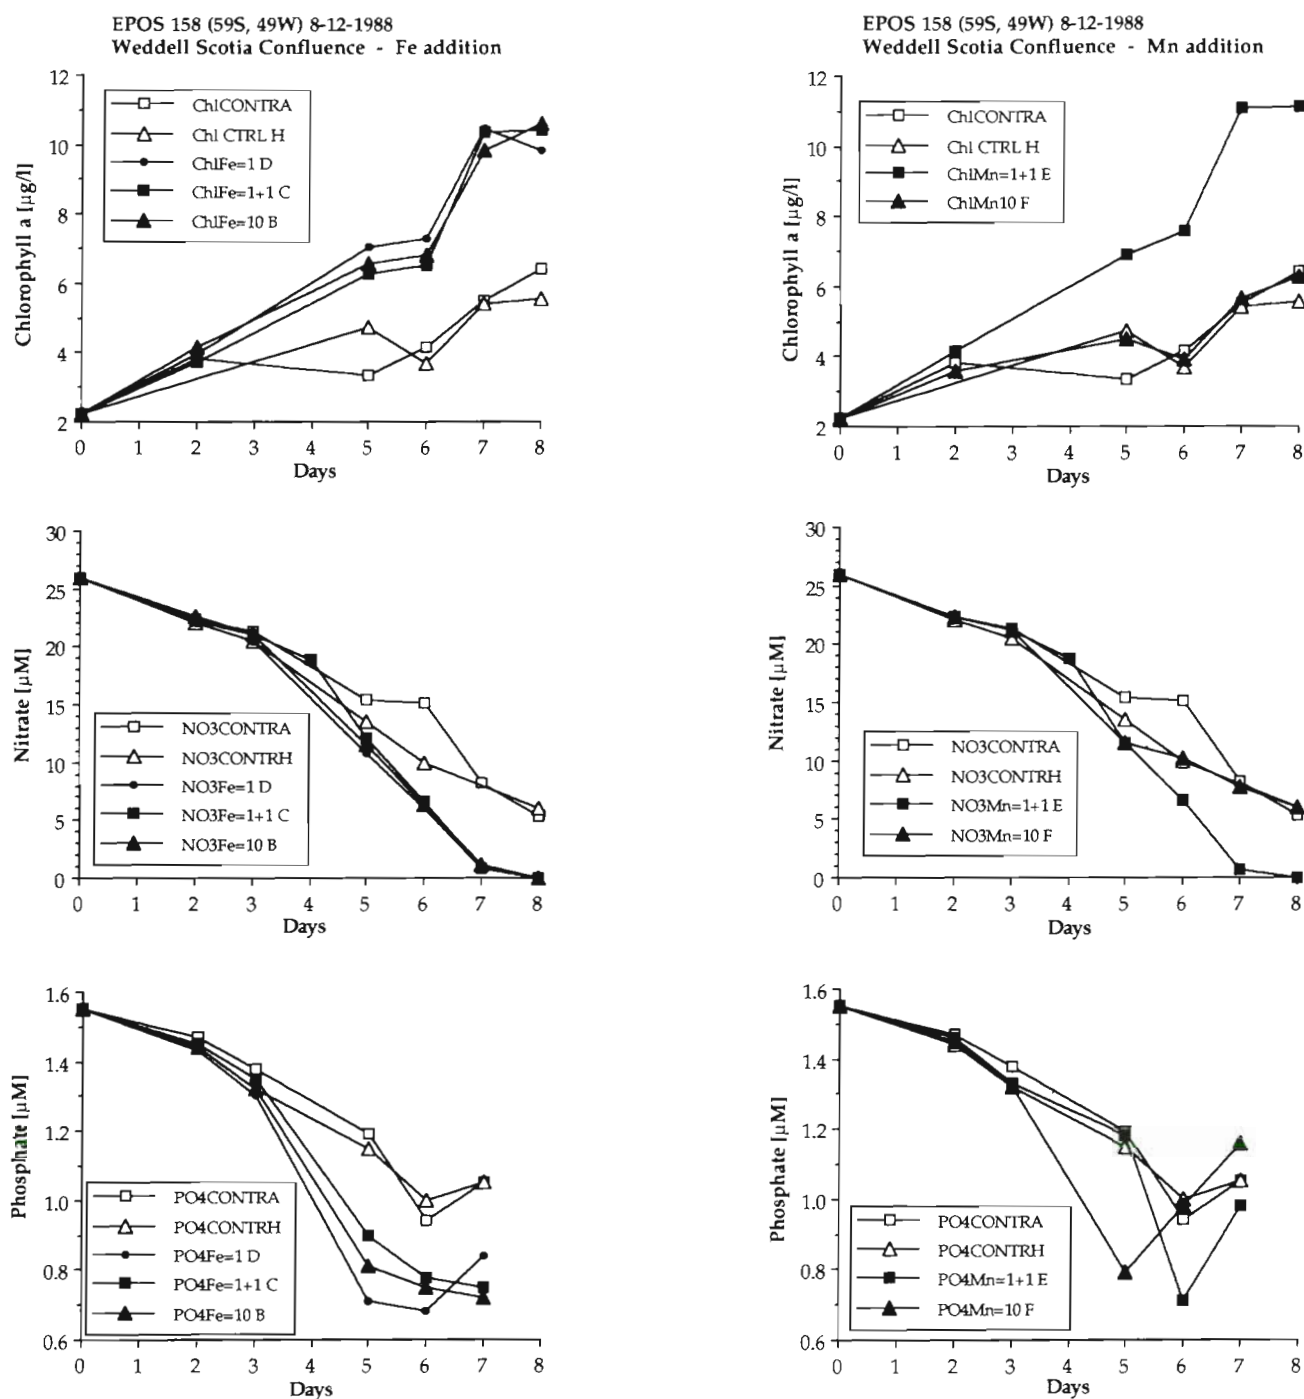 EPOS 158 (59S, 49W) 8-12-1988
Weddell Scotia Confluence - Fe addition
Chlorophyll a [µg/l]
12
10
8
6
4
2
ChlCONTRA
Chl CTRL H
ChlFe=1 D
ChlFe=1+1 C
ChlFe=10 B
0 1 2 3 4 5 6 7 8
Days
EPOS 158 (59S, 49W) 8-12-1988
Weddell Scotia Confluence - Mn addition
Chlorophyll a [µg/l]
12
10
8
6
4
2
ChlCONTRA
Chl CTRL H
ChlMn=1+1 E
ChlMn10 F
0 1 2 3 4 5 6 7 8
Days
Nitrate [µM]
30
25
20
15
10
5
0
NO3CONTRA
NO3CONTRH
NO3Fe=1 D
NO3Fe=1+1 C
NO3Fe=10 B
0 1 2 3 4 5 6 7 8
Days
Nitrate [µM]
30
25
20
15
10
5
0
NO3CONTRA
NO3CONTRH
NO3Mn=1+1 E
NO3Mn=10 F
0 1 2 3 4 5 6 7 8
Days
Phosphate [µM]
1.6
1.4
1.2
1.0
0.8
0.6
PO4CONTRA
PO4CONTRH
PO4Fe=1 D
PO4Fe=1+1 C
PO4Fe=10 B
0 1 2 3 4 5 6 7 8
Days
Phosphate [µM]
1.6
1.4
1.2
1.0
0.8
0.6
PO4CONTRA
PO4CONTRH
PO4Mn=1+1 E
PO4Mn=10 F
0 1 2 3 4 5 6 7 8
Days